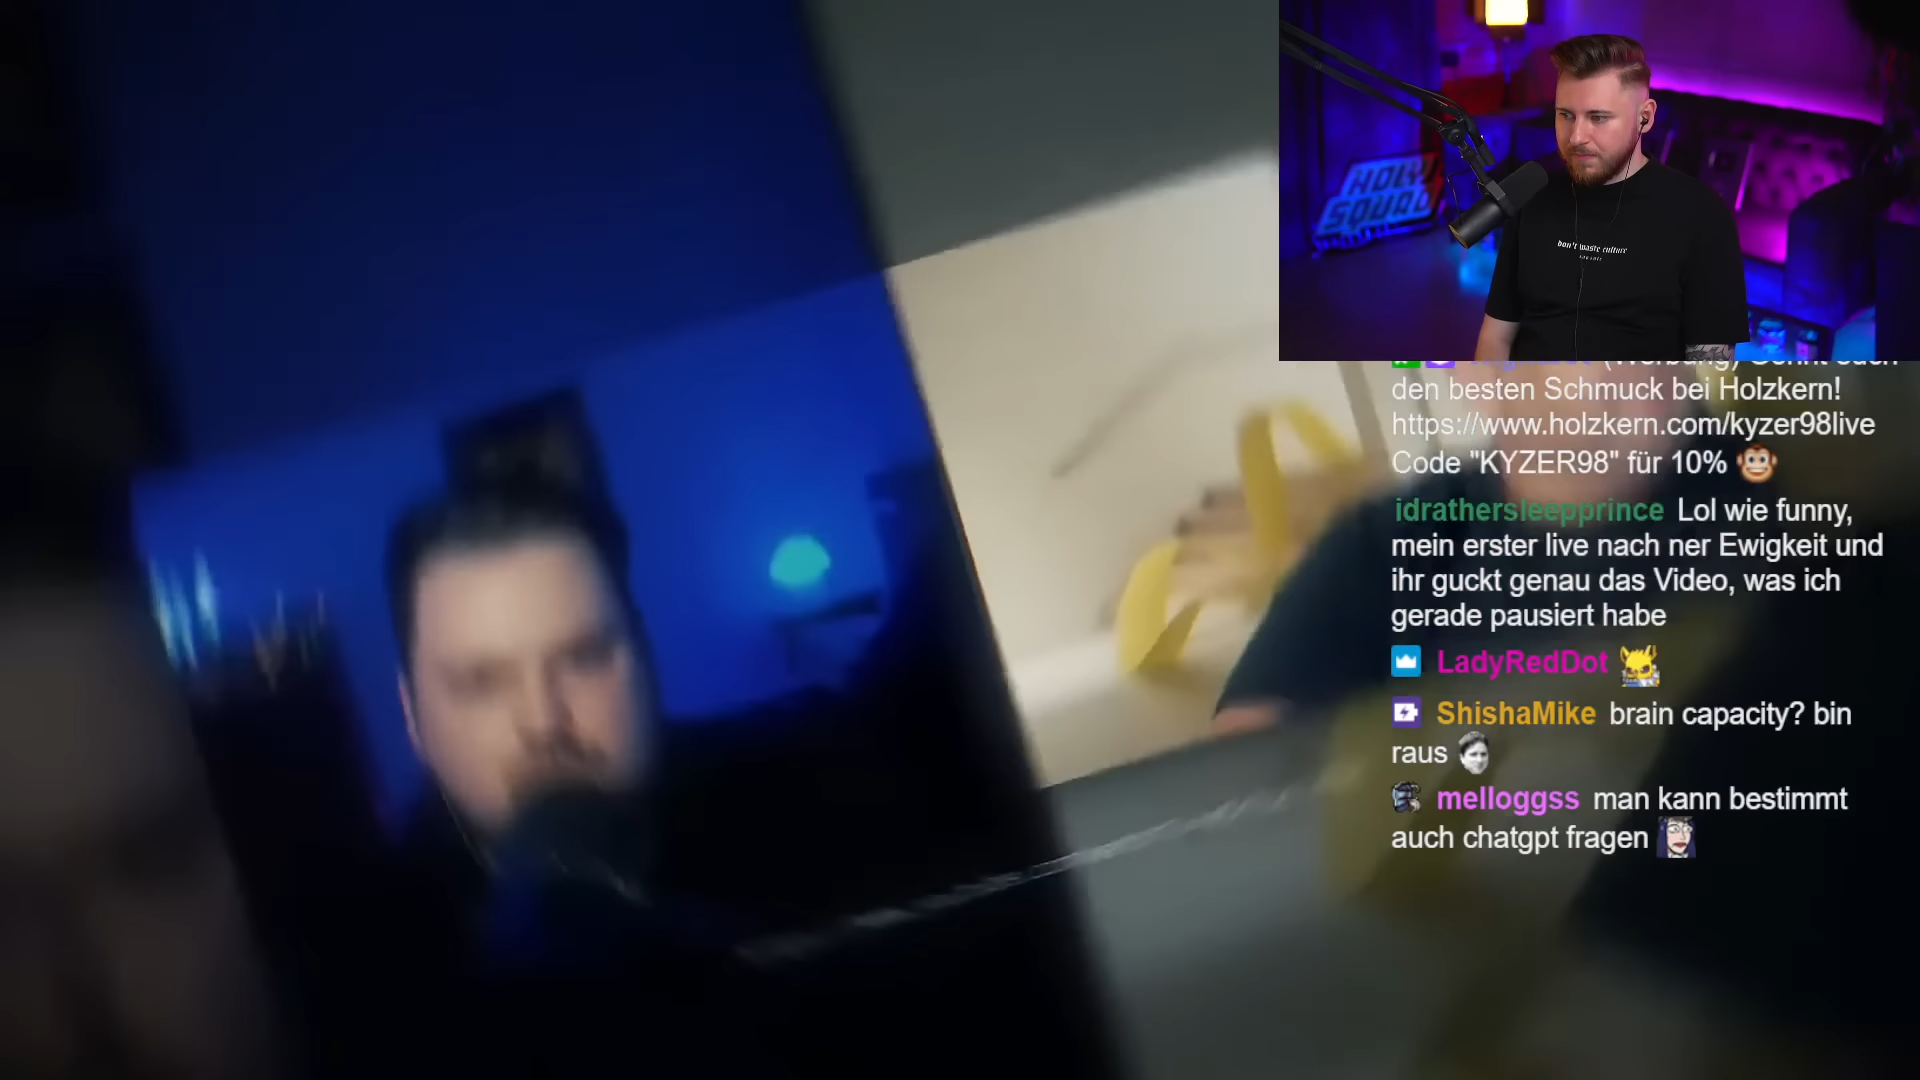 HOLY
SQUAD
don't waste culture
den besten Schmuck bei Holzkern!
https://www.holzkern.com/kyzer98live
Code "KYZER98" für 10%
idrathersleepprince Lol wie funny,
mein erster live nach ner Ewigkeit und
ihr guckt genau das Video, was ich
gerade pausiert habe
LadyRedDot
ShishaMike brain capacity? bin
raus
melloggss man kann bestimmt
auch chatgpt fragen